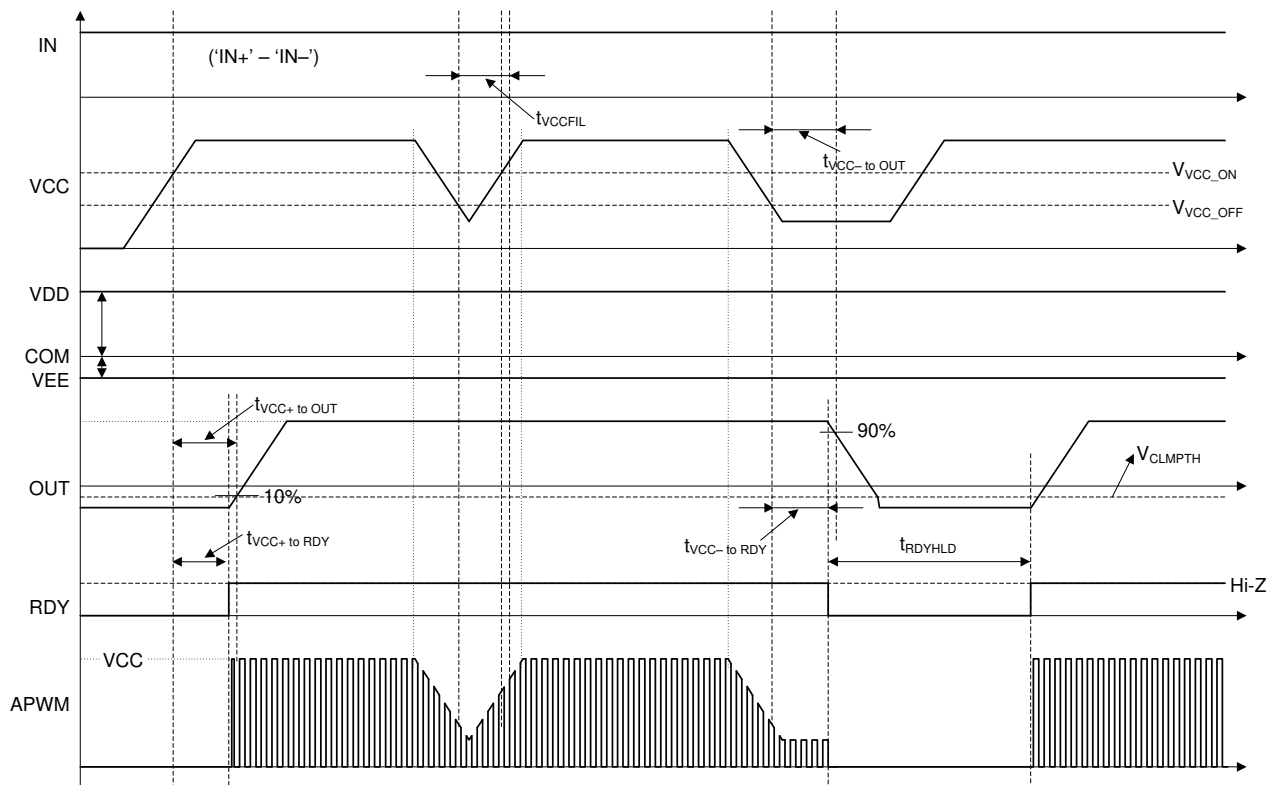 IN
(‘IN+’ – ‘IN–’)
tVCCFIL
tVCC– to OUT
VCC
VVCC_ON
VVCC_OFF
VDD
COM
VEE
tVCC+ to OUT
90%
VCLMPTH
OUT
10%
tVCC+ to RDY
tVCC– to RDY
tRDYHLD
Hi-Z
RDY
VCC
APWM